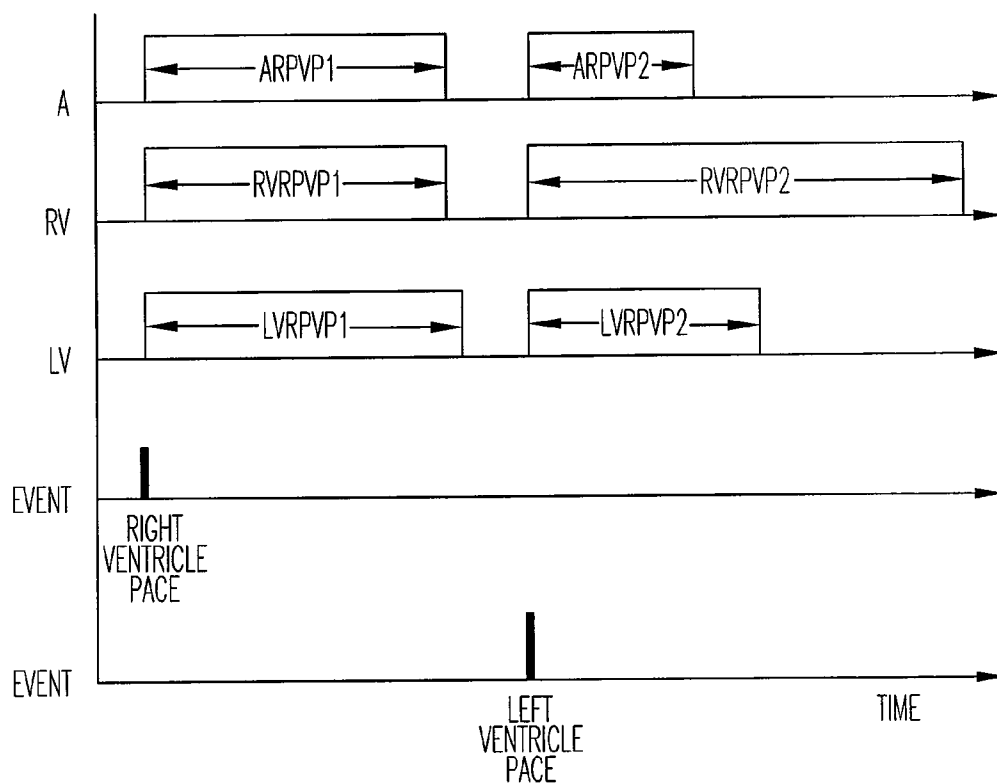 ARPVP1
ARPVP2
A
RVRPVP1
RVRPVP2
RV
LVRPVP1
LVRPVP2
LV
EVENT
RIGHT
VENTRICLE
PACE
EVENT
LEFT
VENTRICLE
PACE
TIME